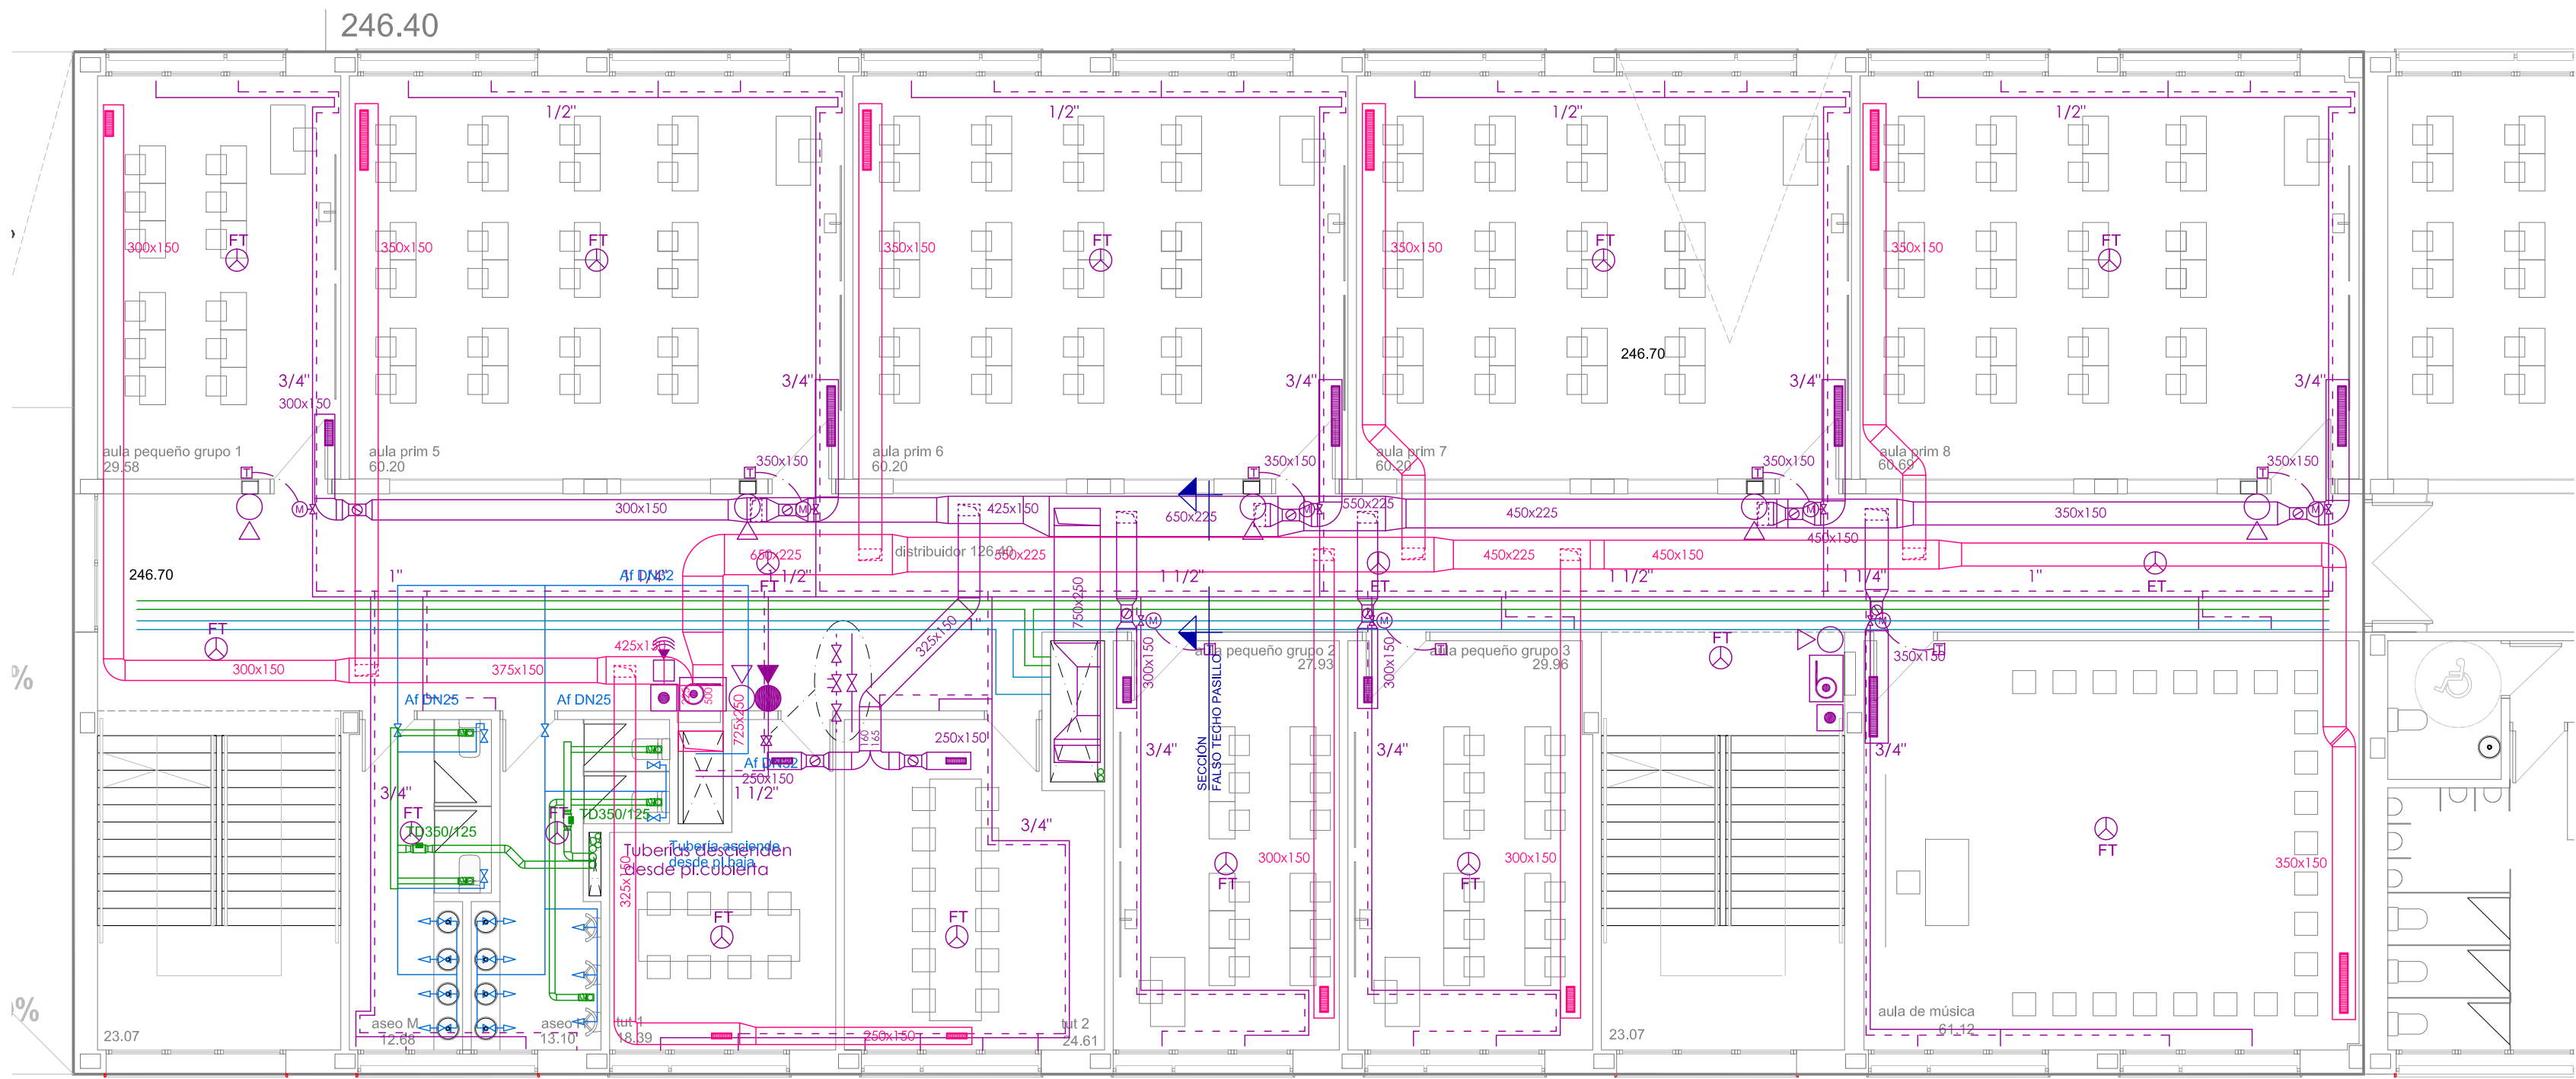 246.40
1/2"
1/2"
1/2"
1/2"
300x150
FT
350x150
FT
350x150
FT
350x150
FT
350x150
FT
246.70
3/4"
3/4"
3/4"
3/4"
3/4"
300x150
aula pequeño grupo 1
29.58
aula prim 5
60.20
aula prim 6
60.20
aula prim 7
60.20
aula prim 8
60.69
T
350x150
T
350x150
T
350x150
T
350x150
T
M
300x150
M
425x150
650x225
M
550x225
450x225
M
450x150
350x150
M
650x225
distribuidor 126.40
550x225
450x225
450x150
246.70
1"
Af DN32
1 1/4"
1 1/2"
FT
1 1/2"
FT
1 1/2"
1 1/4"
1"
FT
750x250
1"
325x150
M
M
M
FT
425x150
FT
300x150
375x150
300x150
T
aula pequeño grupo 2
27.93
300x150
T
aula pequeño grupo 3
29.96
350x150
T
%
Af DN25
Af DN25
500
725x250
160
165
250x150
SECCIÓN
FALSO TECHO PASILLO
Af DN32
250x150
1 1/2"
3/4"
3/4"
3/4"
3/4"
FT
FT
TD350/125
TD350/125
3/4"
FT
Tubería asciende
desde pl.baja
Tuberías descienden
desde pl.cubierta
325x150
300x150
FT
300x150
FT
350x150
FT
FT
%
23.07
aseo M
12.68
aseo H
13.10
tut 1
18.39
250x150
tut 2
24.61
23.07
aula de música
61.12